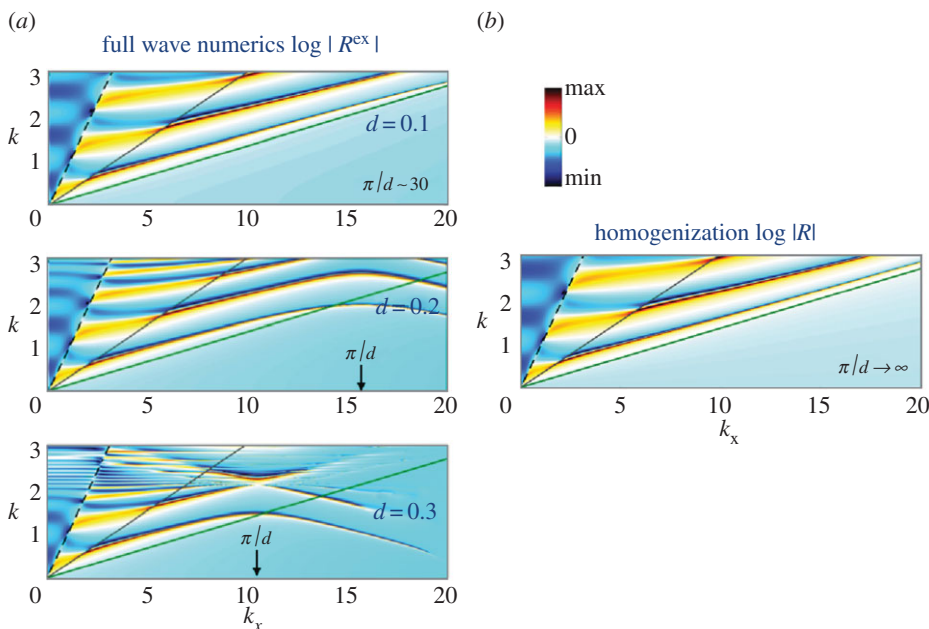 (a)
full wave numerics log | R^ex |
3
2
k
1
0
d = 0.1
π/d ~ 30
5 10 15 20
3
2
k
1
0
d = 0.2
π/d
5 10 15 20
3
2
k
1
0
d = 0.3
π/d
5 10 15 20
k_x
(b)
max
0
min
homogenization log |R|
3
2
k
1
0
π/d → ∞
5 10 15 20
k_x